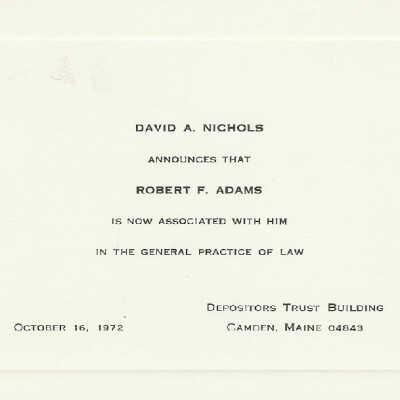 DAVID A. NICHOLS
ANNOUNCES THAT
ROBERT F. ADAMS
IS NOW ASSOCIATED WITH HIM
IN THE GENERAL PRACTICE OF LAW
DEPOSITORS TRUST BUILDING
OCTOBER 16, 1972 CAMDEN, MAINE 04843